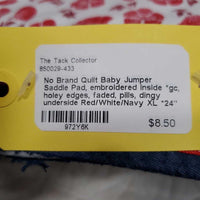 The Tack Collector
850029-433
No Brand Quilt Baby Jumper
Saddle Pad, embroidered inside *gc,
holey edges, faded, pills, dingy
underside Red/White/Navy XL *24"
$8.50
972Y6K